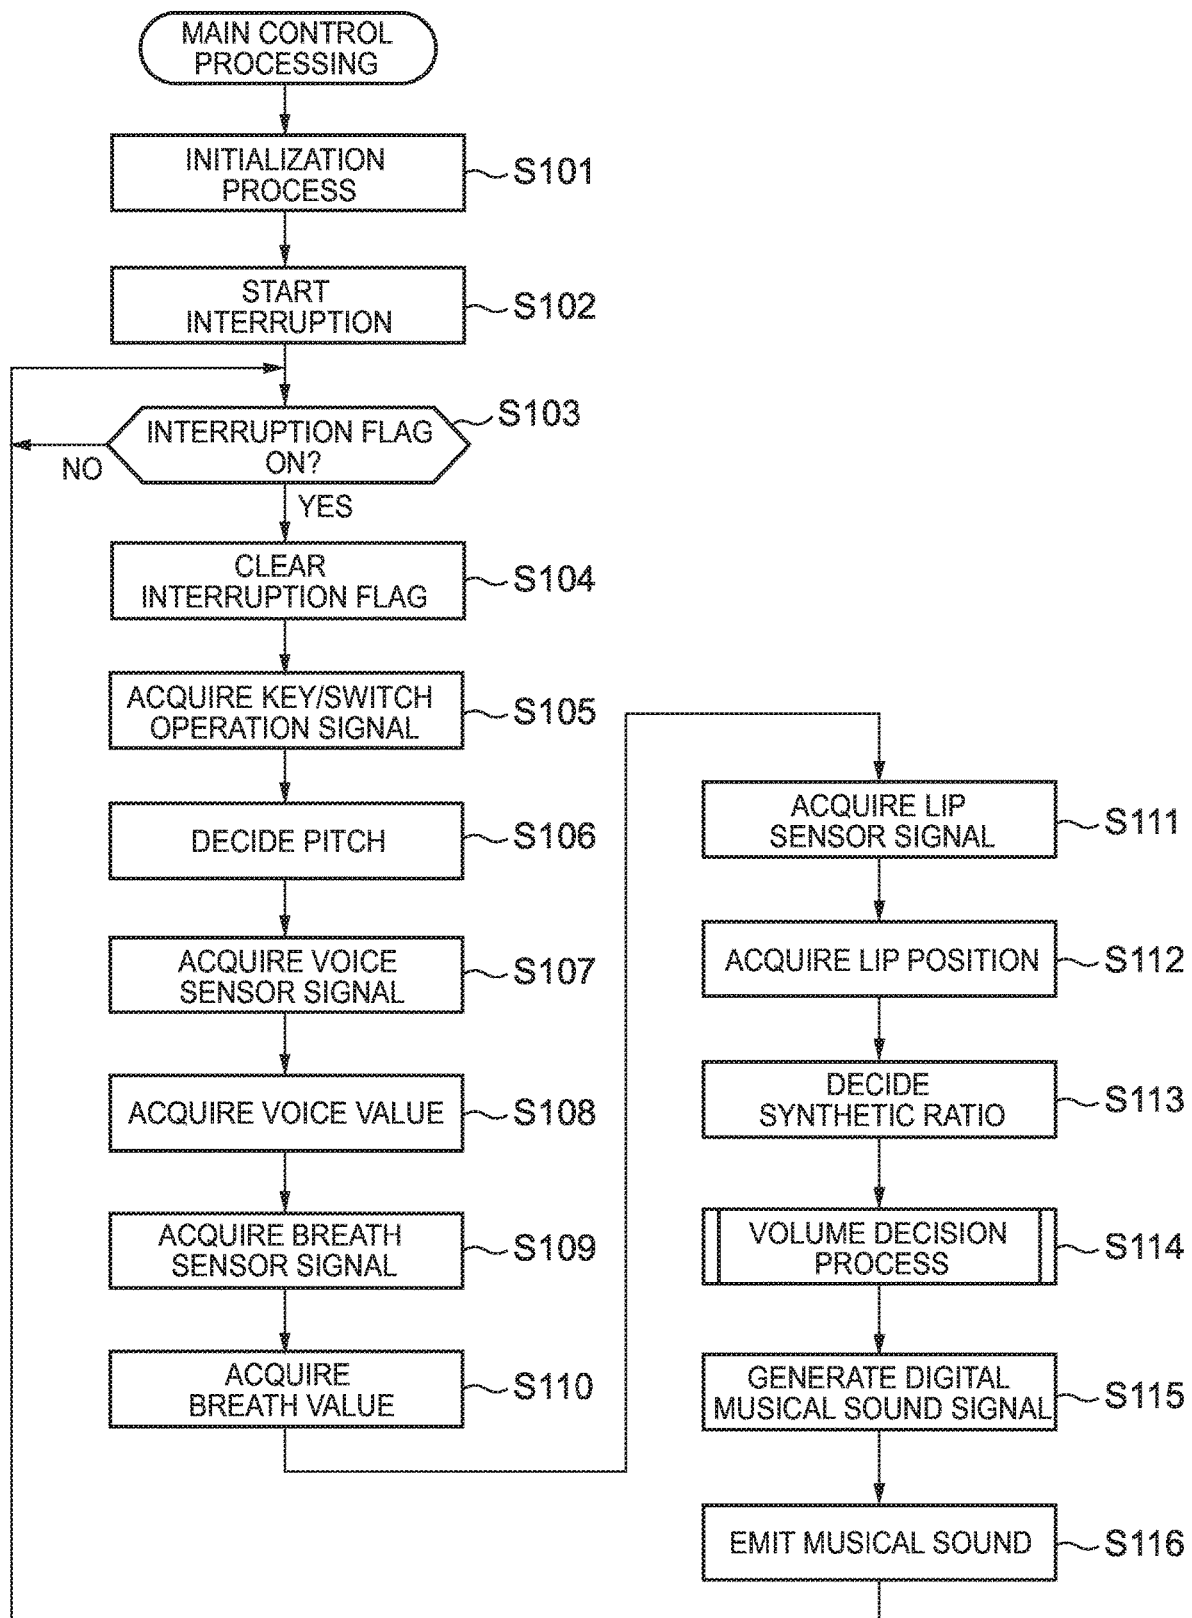 MAIN CONTROL
PROCESSING
INITIALIZATION
PROCESS
S101
START
INTERRUPTION
S102
INTERRUPTION FLAG
ON?
S103
NO
YES
CLEAR
INTERRUPTION FLAG
S104
ACQUIRE KEY/SWITCH
OPERATION SIGNAL
S105
DECIDE PITCH
S106
ACQUIRE VOICE
SENSOR SIGNAL
S107
ACQUIRE VOICE VALUE
S108
ACQUIRE BREATH
SENSOR SIGNAL
S109
ACQUIRE
BREATH VALUE
S110
ACQUIRE LIP
SENSOR SIGNAL
S111
ACQUIRE LIP POSITION
S112
DECIDE
SYNTHETIC RATIO
S113
VOLUME DECISION
PROCESS
S114
GENERATE DIGITAL
MUSICAL SOUND SIGNAL
S115
EMIT MUSICAL SOUND
S116